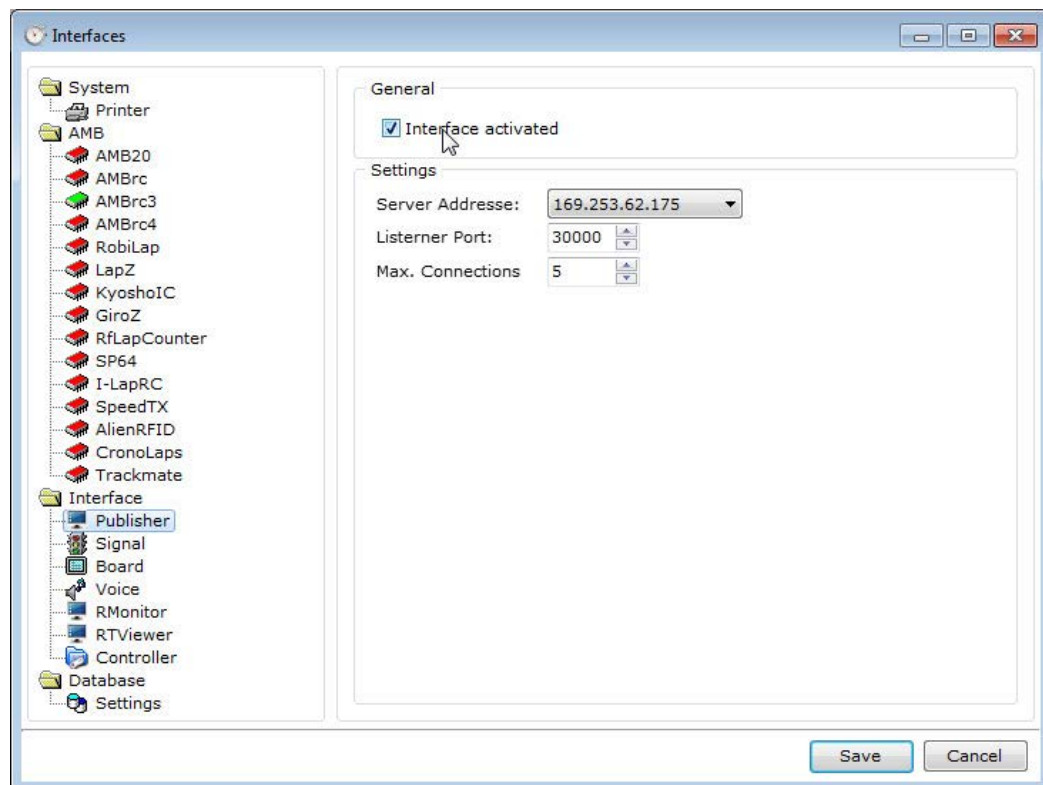 Interfaces
System
Printer
AMB
AMB20
AMBrc
AMBrc3
AMBrc4
RobiLap
LapZ
KyoshoIC
GiroZ
RfLapCounter
SP64
I-LapRC
SpeedTX
AlienRFID
CronoLaps
Trackmate
Interface
Publisher
Signal
Board
Voice
RMonitor
RTViewer
Controller
Database
Settings
General
Interface activated
Settings
Server Addresse: 169.253.62.175
Listerner Port: 30000
Max. Connections 5
Save Cancel